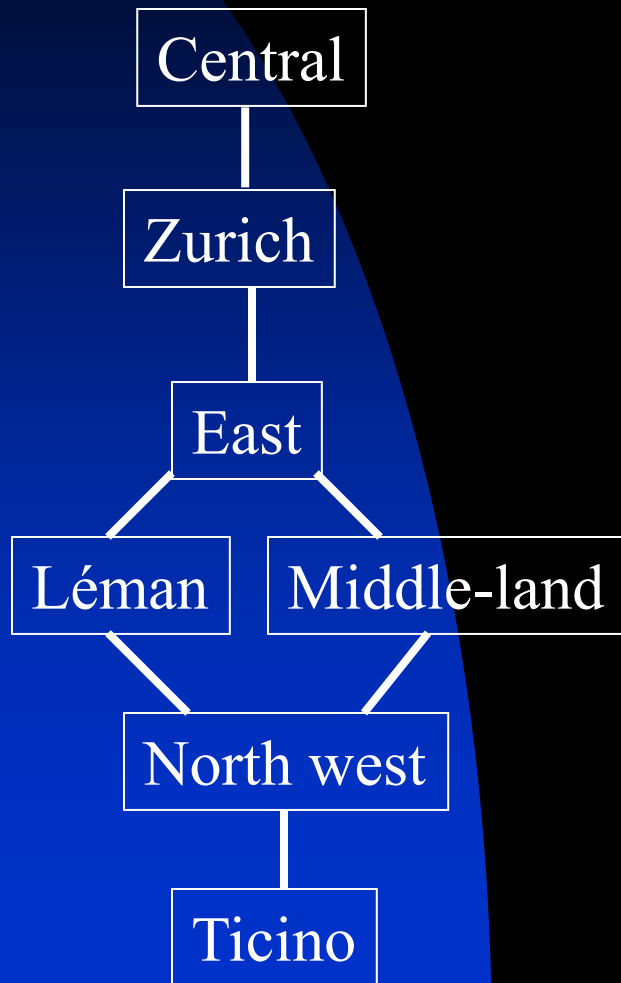 Central
Zurich
East
Léman
Middle-land
North west
Ticino